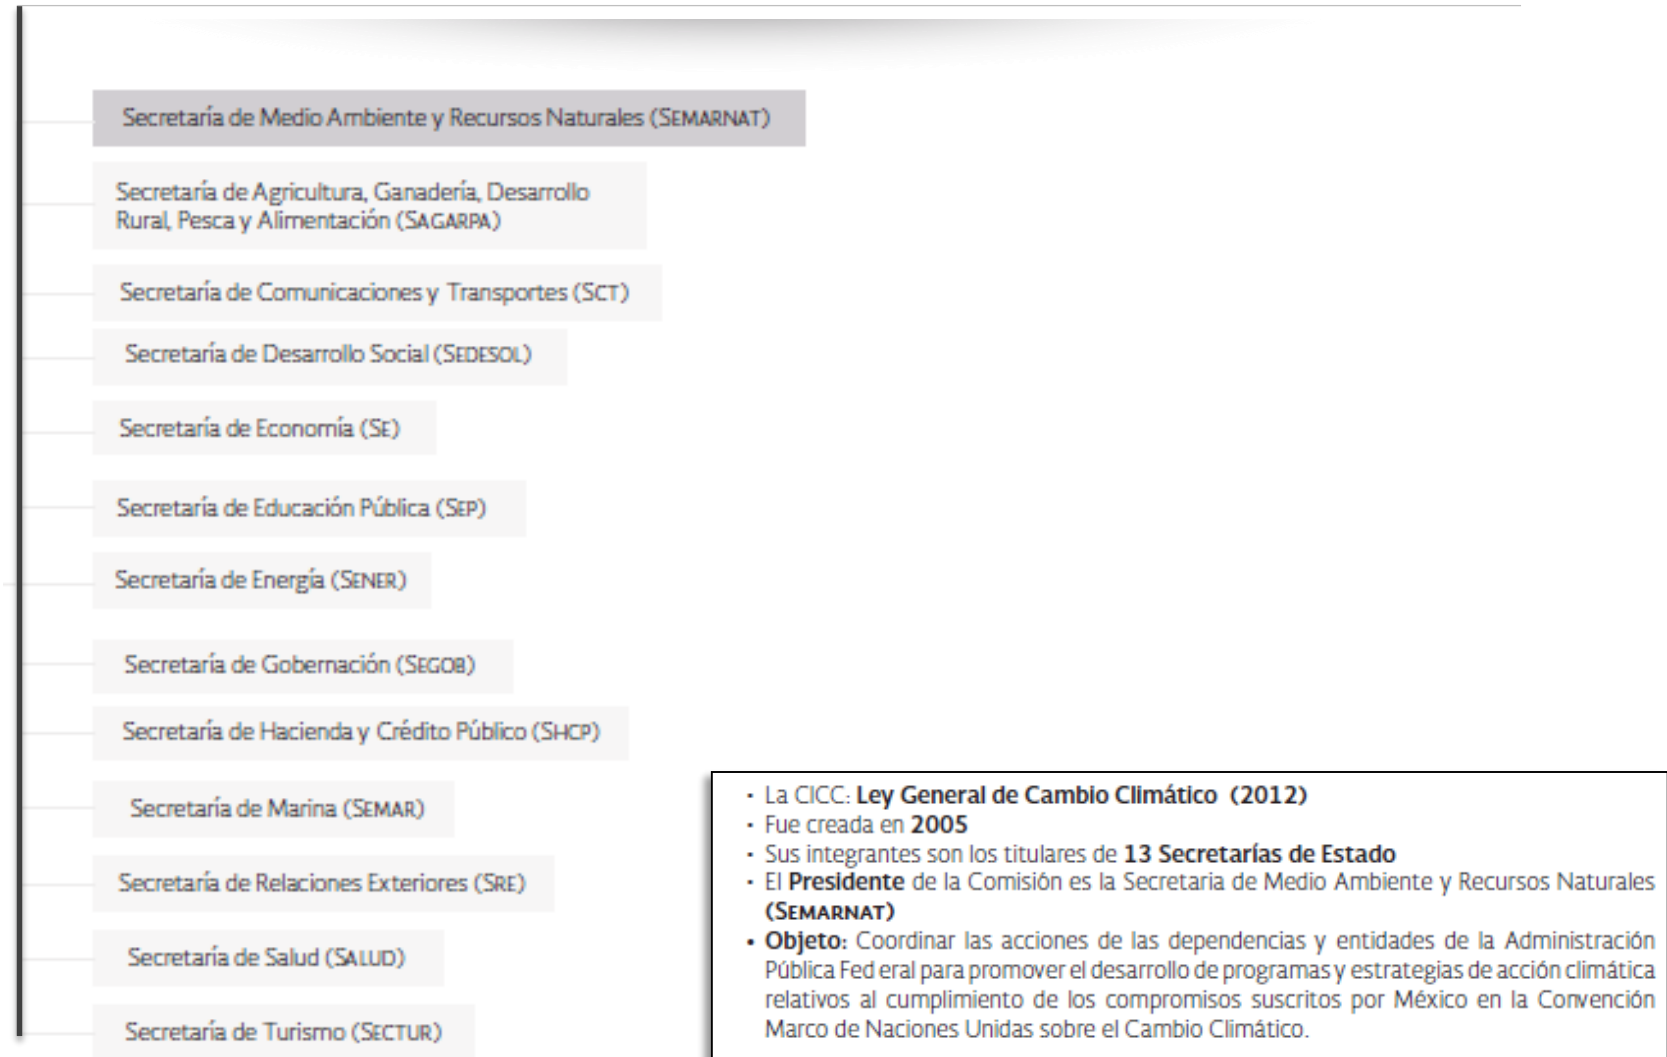 Secretaría de Medio Ambiente y Recursos Naturales (SEMARNAT)
Secretaría de Agricultura, Ganadería, Desarrollo
Rural, Pesca y Alimentación (SAGARPA)
Secretaría de Comunicaciones y Transportes (SCT)
Secretaría de Desarrollo Social (SEDESOL)
Secretaría de Economía (SE)
Secretaría de Educación Pública (SEP)
Secretaría de Energía (SENER)
Secretaría de Gobernación (SEGOB)
Secretaría de Hacienda y Crédito Público (SHCP)
Secretaría de Marina (SEMAR)
Secretaría de Relaciones Exteriores (SRE)
Secretaría de Salud (SALUD)
Secretaría de Turismo (SECTUR)
• La CICC: Ley General de Cambio Climático (2012)
• Fue creada en 2005
• Sus integrantes son los titulares de 13 Secretarías de Estado
• El Presidente de la Comisión es la Secretaria de Medio Ambiente y Recursos Naturales
(SEMARNAT)
• Objeto: Coordinar las acciones de las dependencias y entidades de la Administración
Pública Fed eral para promover el desarrollo de programas y estrategias de acción climática
relativos al cumplimiento de los compromisos suscritos por México en la Convención
Marco de Naciones Unidas sobre el Cambio Climático.